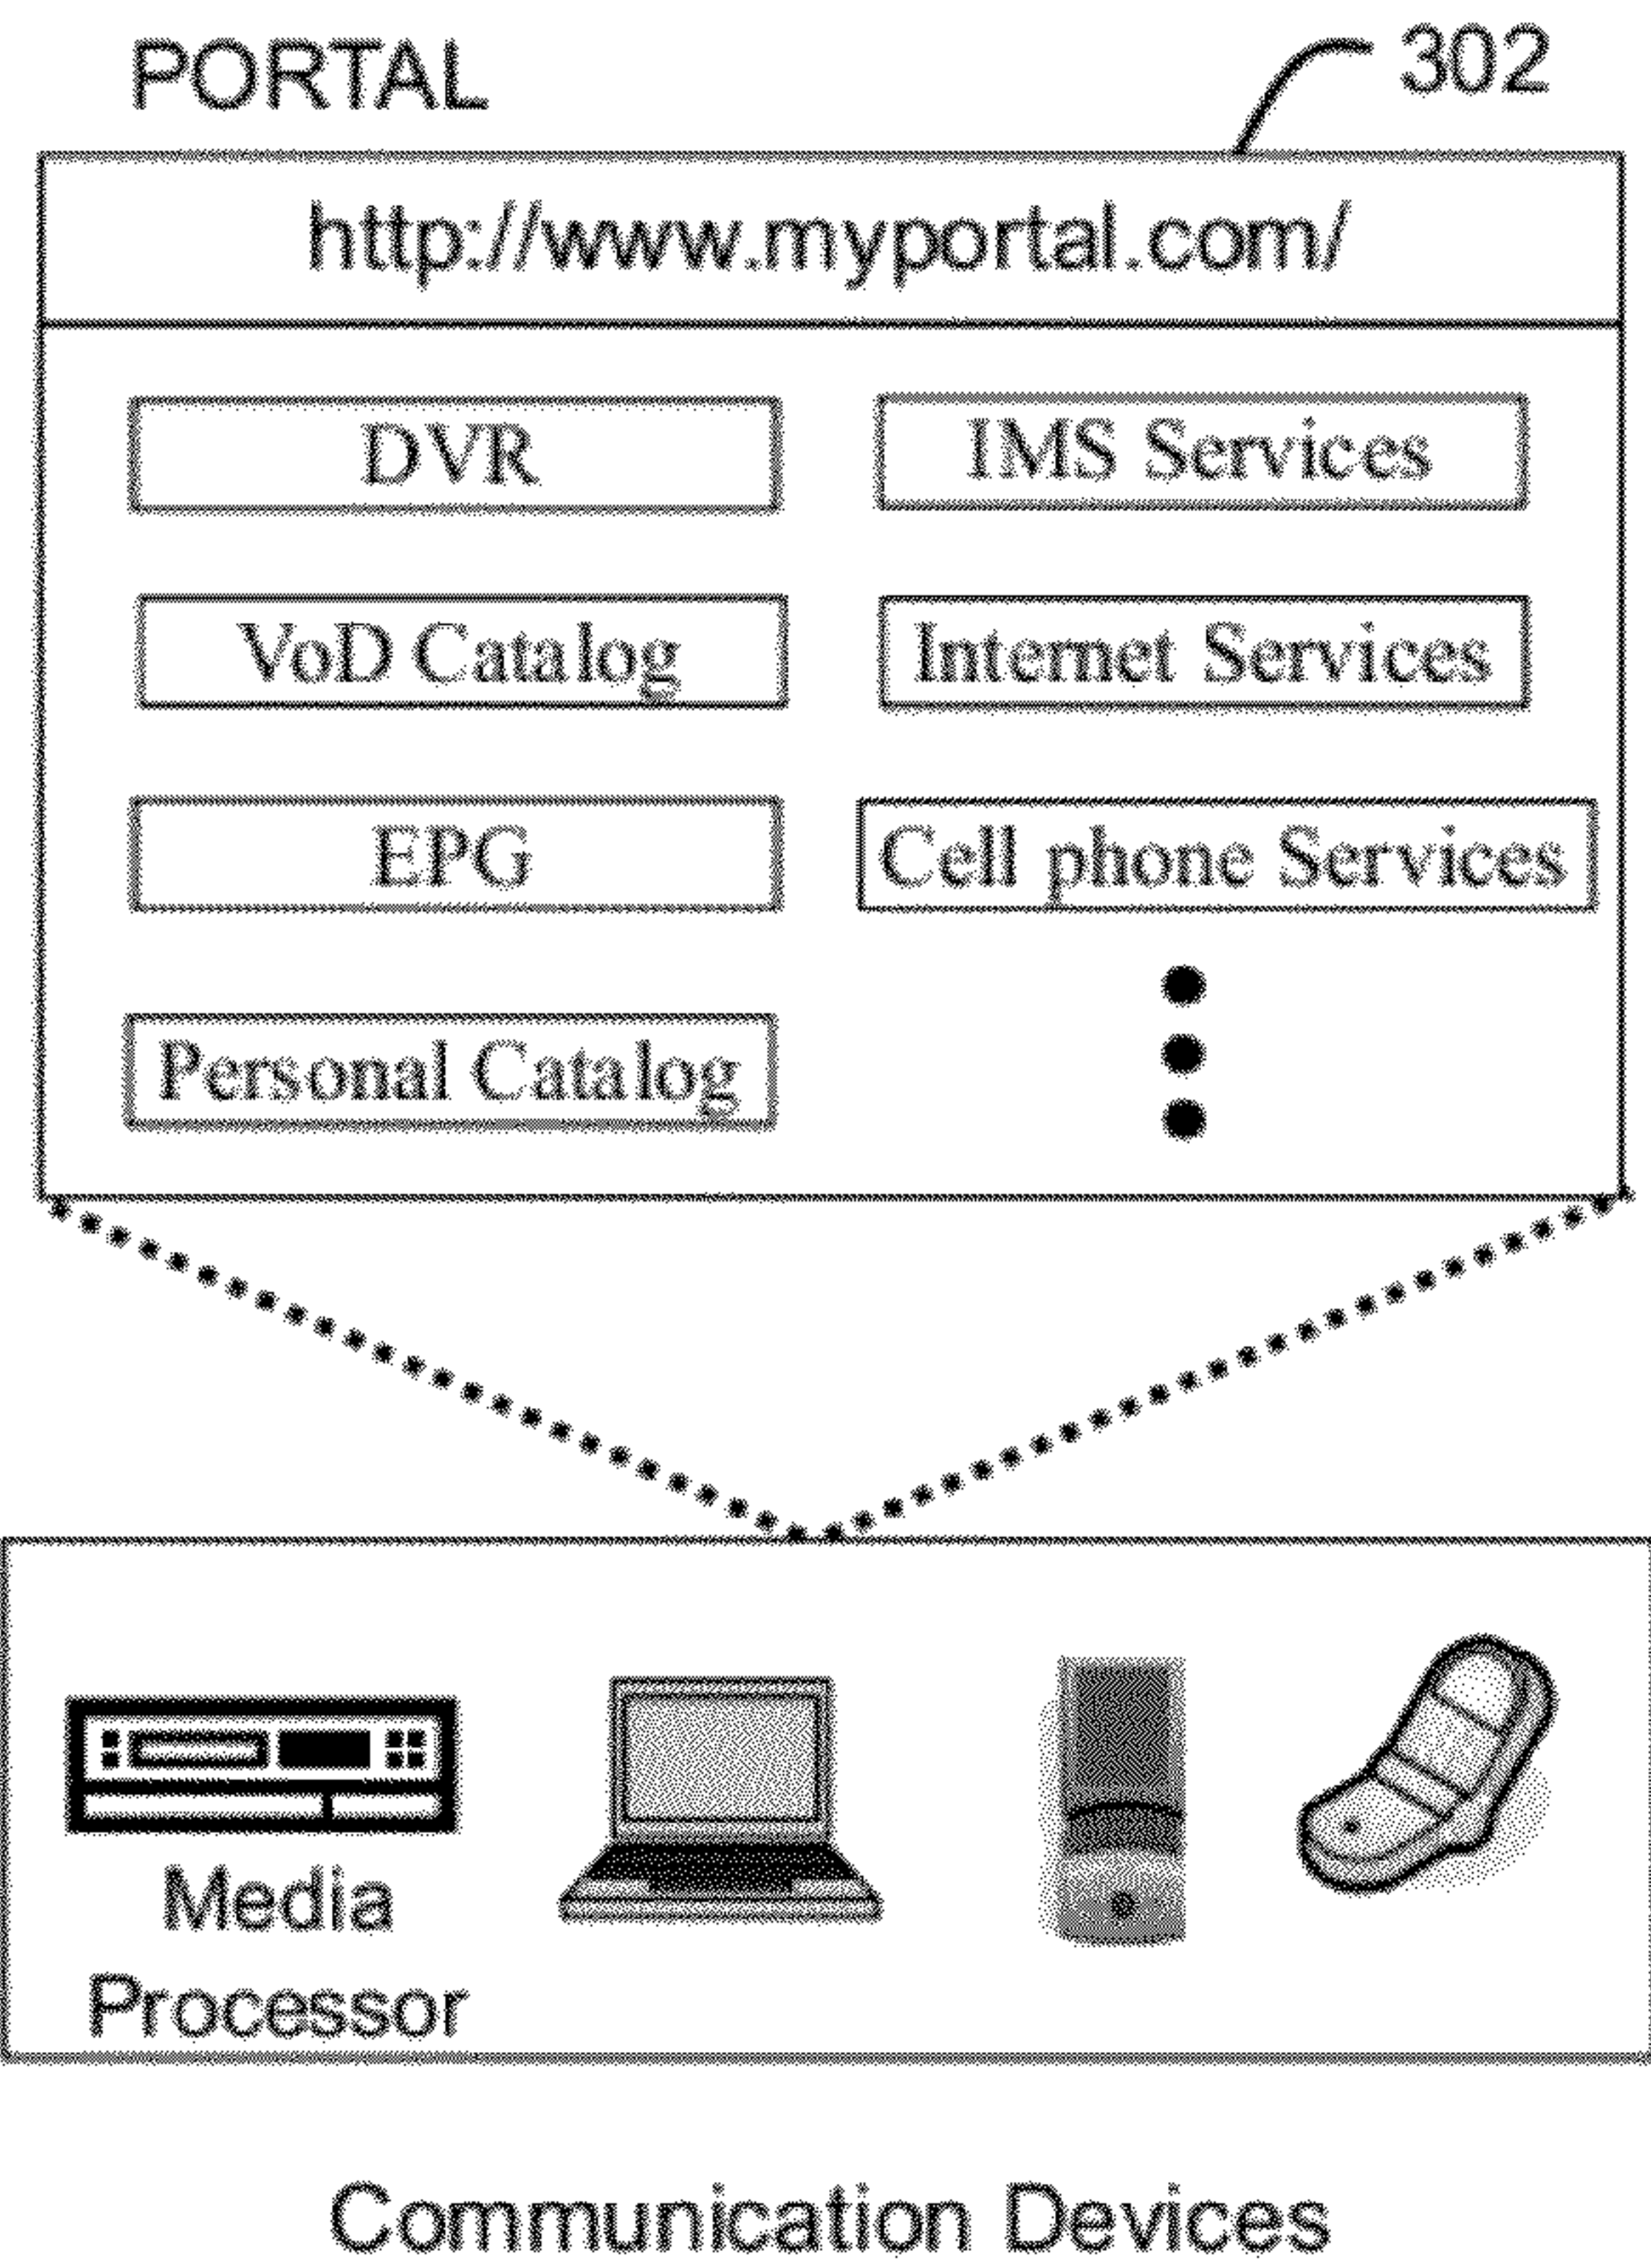 PORTAL
302
http://www.myportal.com/
DVR
IMS Services
VoD Catalog
Internet Services
EPG
Cell phone Services
Personal Catalog
Media
Processor
Communication Devices